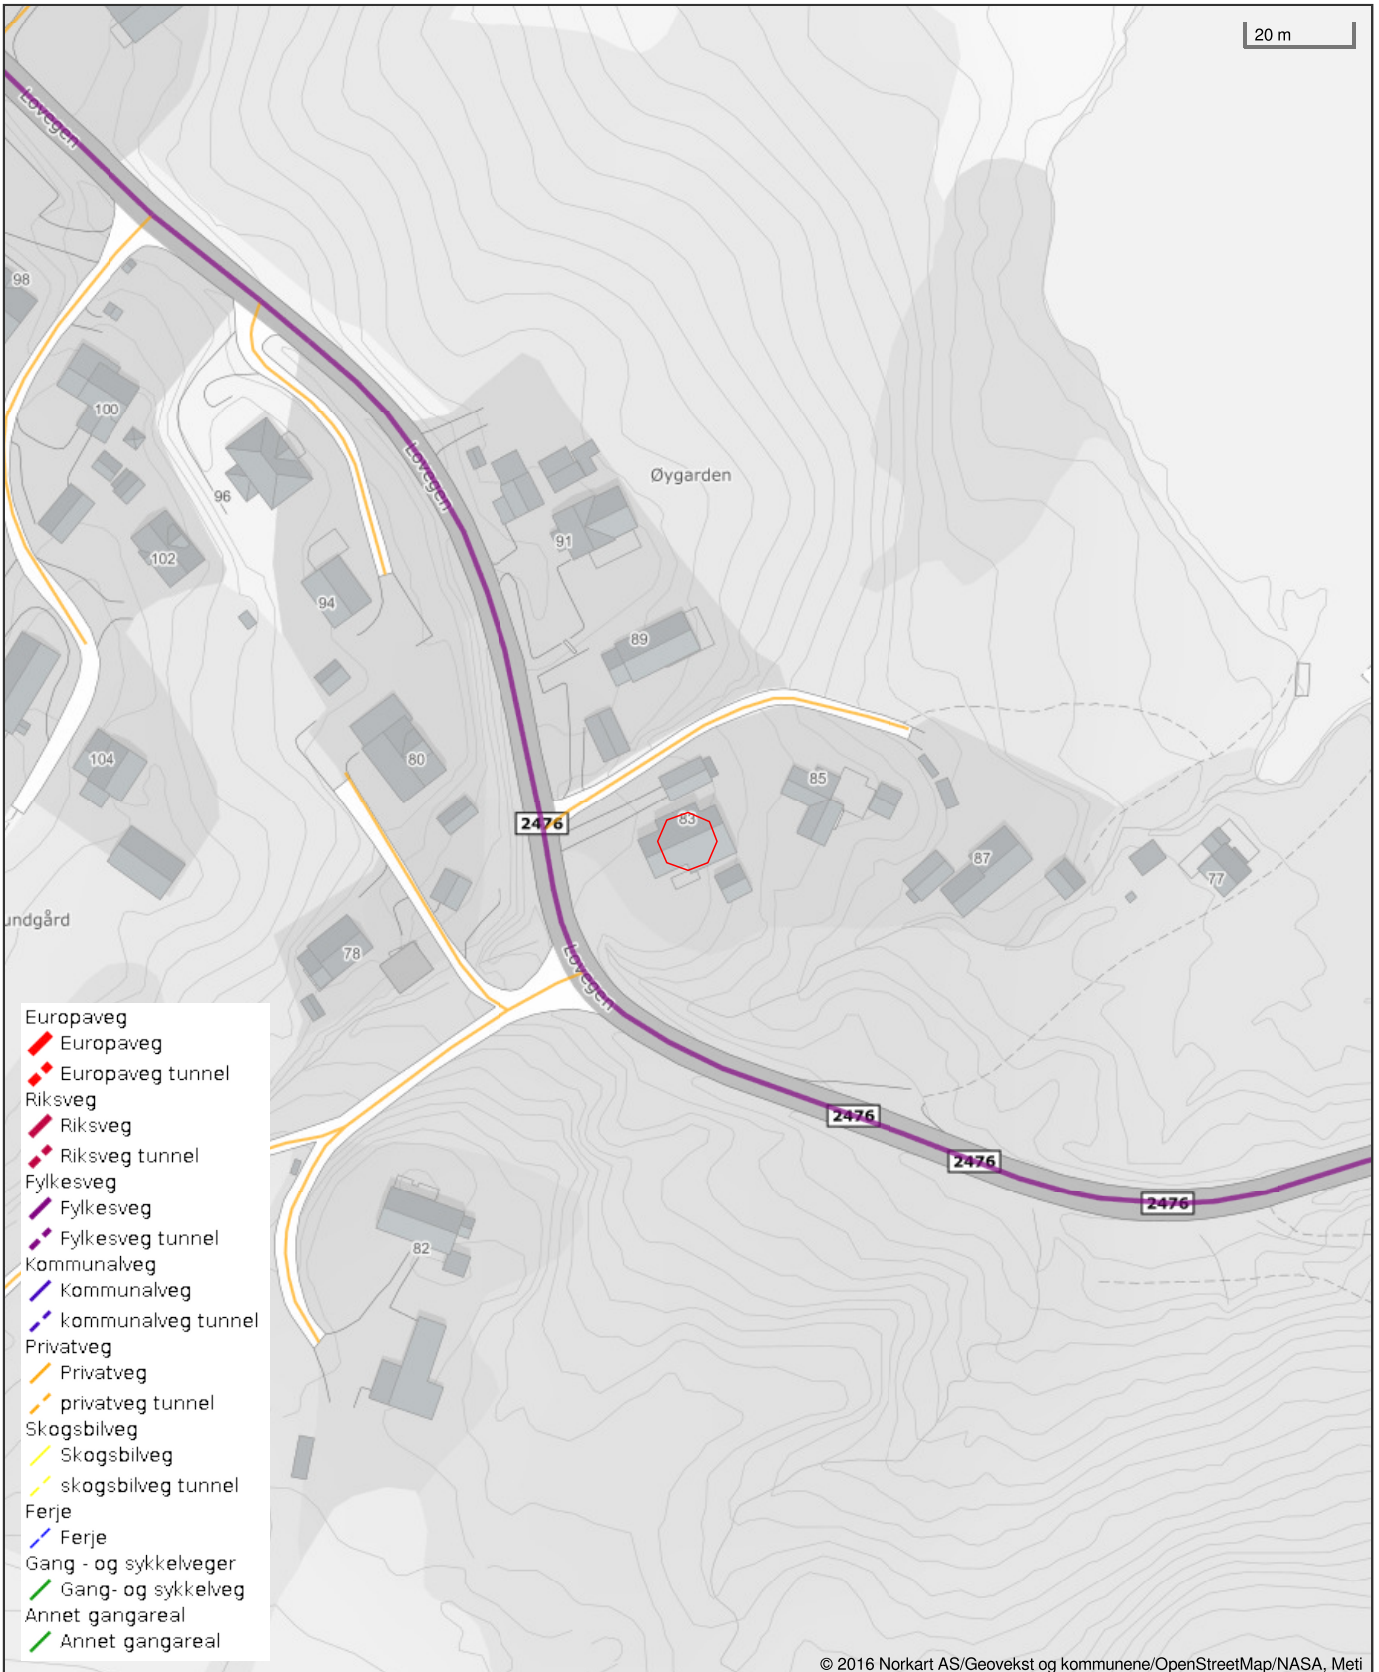 20 m
Lovegen
98
100
96
102
Lovegen
Øygarden
91
94
89
80
104
85
83
2476
87
77
undgård
78
Lovegen
2476
2476
2476
82
Europaveg
Europaveg
Europaveg tunnel
Riksveg
Riksveg
Riksveg tunnel
Fylkesveg
Fylkesveg
Fylkesveg tunnel
Kommunalveg
Kommunalveg
kommunalveg tunnel
Privatveg
Privatveg
privatveg tunnel
Skogsbilveg
Skogsbilveg
skogsbilveg tunnel
Ferje
Ferje
Gang - og sykkelveger
Gang- og sykkelveg
Annet gangareal
Annet gangareal
© 2016 Norkart AS/Geovekst og kommunene/OpenStreetMap/NASA, Meti